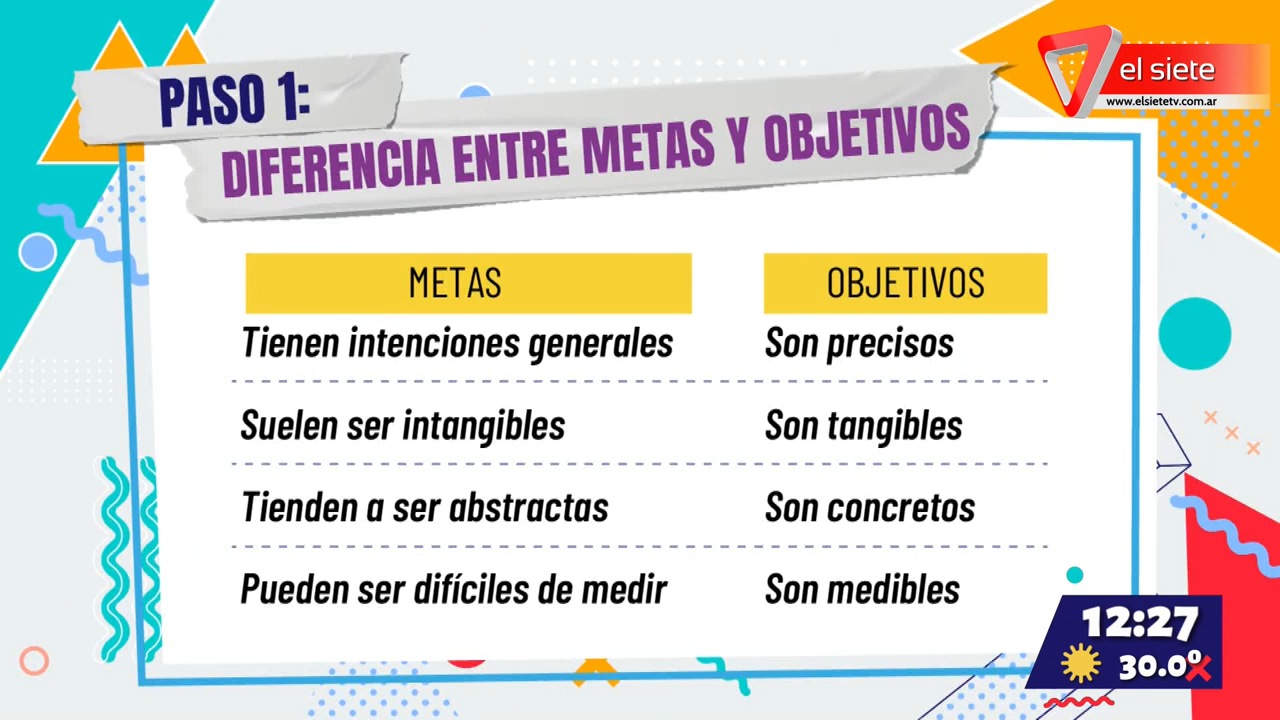 PASO 1:
DIFERENCIA ENTRE METAS Y OBJETIVOS
el siete
www.elsietetv.com.ar
METAS
OBJETIVOS
Tienen intenciones generales
Son precisos
Suelen ser intangibles
Son tangibles
Tienden a ser abstractas
Son concretos
Pueden ser difíciles de medir
Son medibles
12:27
30.0º